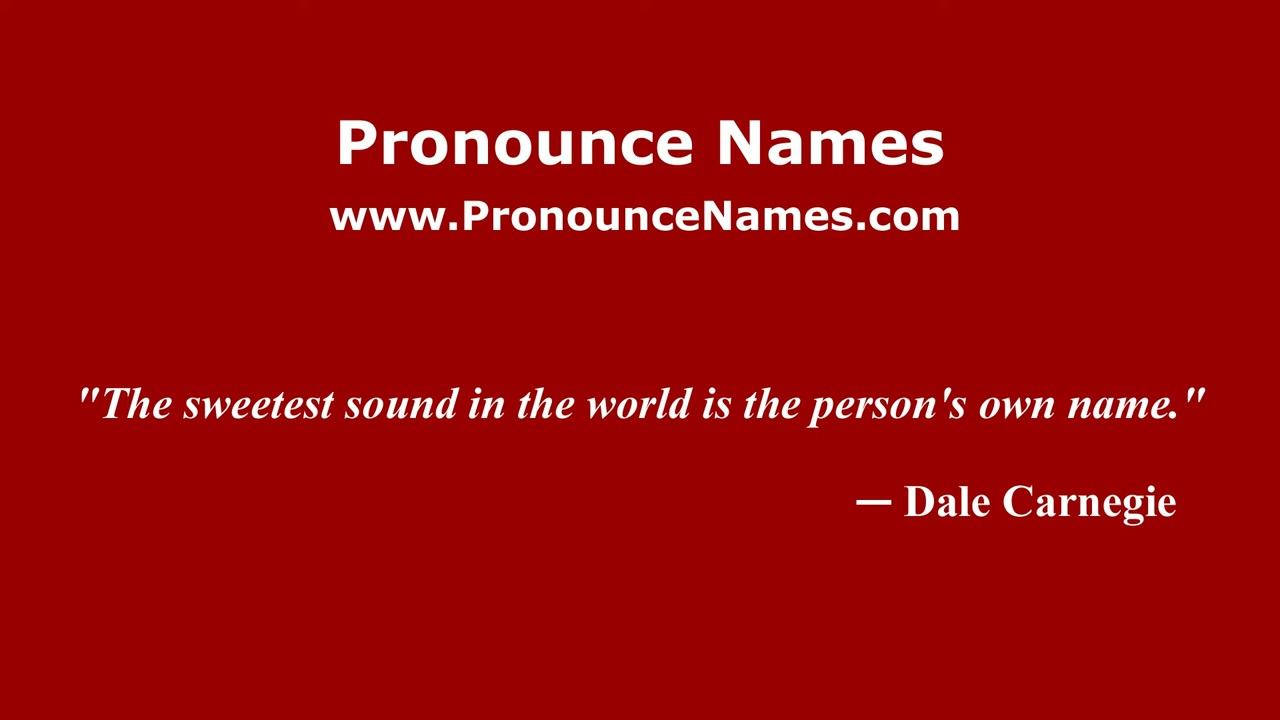 Pronounce Names
www.PronounceNames.com
"The sweetest sound in the world is the person's own name."
— Dale Carnegie